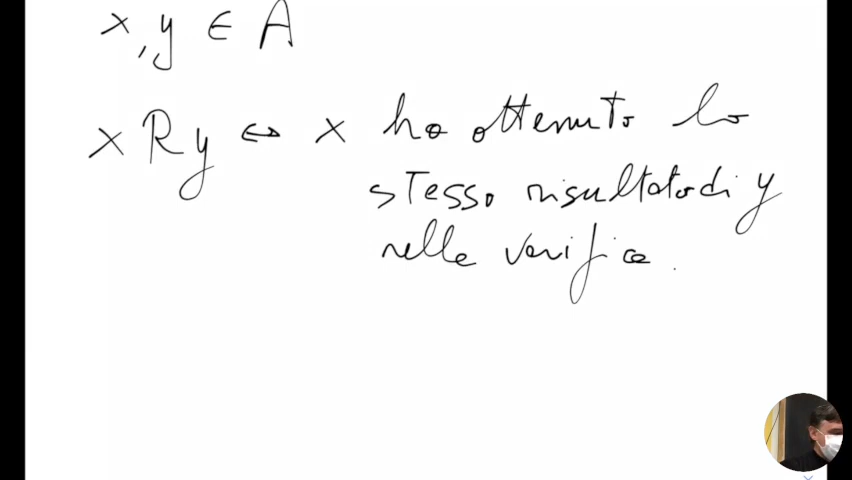 x, y ∈ A
x R y ⇔ x ha ottenuto lo
stesso risultato di y
nella verifica.